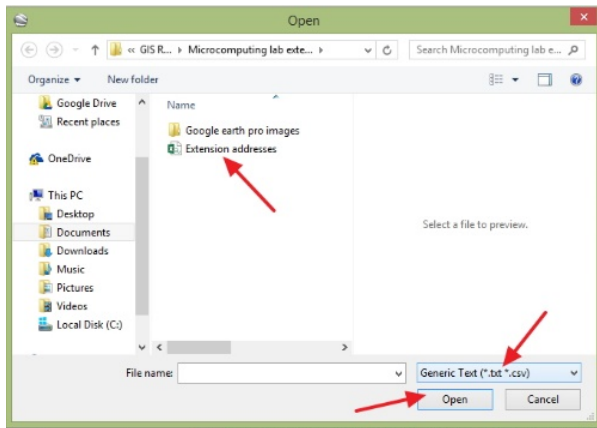 Open
« GIS R... ▸ Microcomputing lab exte... ▸
Search Microcomputing lab e...
Organize
New folder
Google Drive
Recent places
OneDrive
This PC
Desktop
Documents
Downloads
Music
Pictures
Videos
Local Disk (C:)
Name
Google earth pro images
Extension addresses
Select a file to preview.
File name:
Generic Text (*.txt *.csv)
Open
Cancel